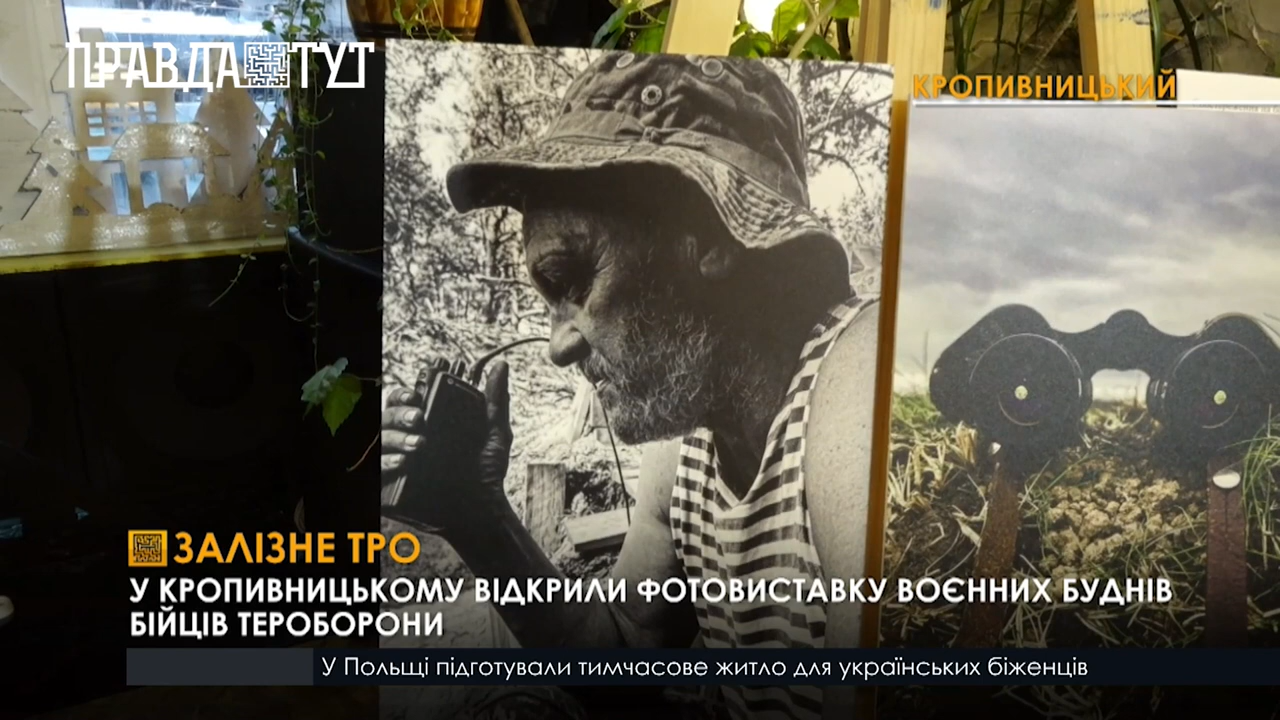 ПРАВДА ТУТ
КРОПИВНИЦЬКИЙ
ЗАЛІЗНЕ ТРО
У КРОПИВНИЦЬКОМУ ВІДКРИЛИ ФОТОВИСТАВКУ ВОЄННИХ БУДНІВ
БІЙЦІВ ТЕРОБОРОНИ
У Польщі підготували тимчасове житло для українських біженців